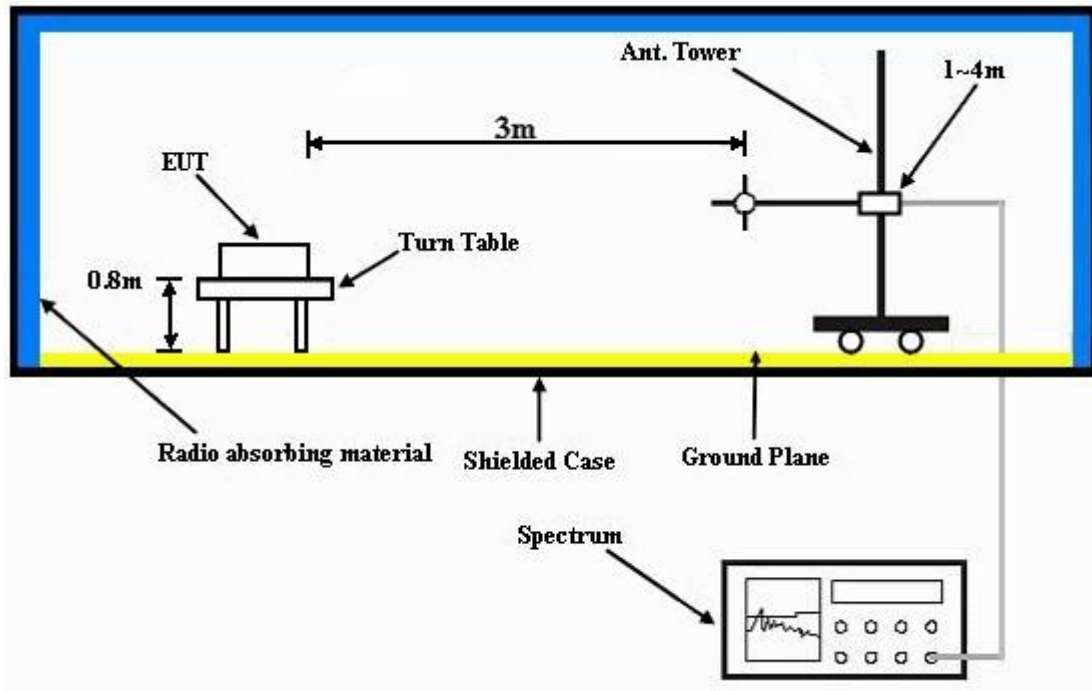 Ant. Tower
1~4m
3m
EUT
Turn Table
0.8m
Radio absorbing material
Shielded Case
Ground Plane
Spectrum